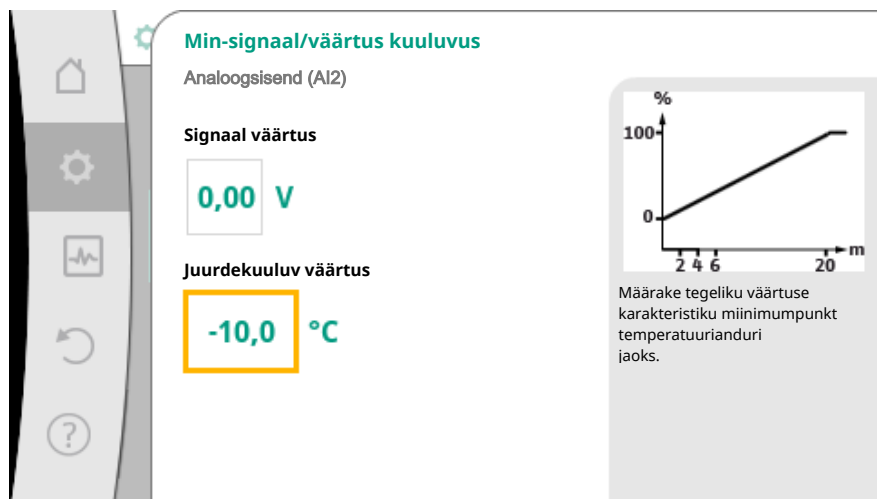 Min-signaal/väärtus kuuluvus
Analoogsisend (AI2)
Signaal väärtus
0,00 V
Juurdekuuluv väärtus
-10,0 °C
%
100
0
2 4 6 20
m
Määrake tegeliku väärtuse
karakteristiku miinimumpunkt
temperatuurianduri
jaoks.
?